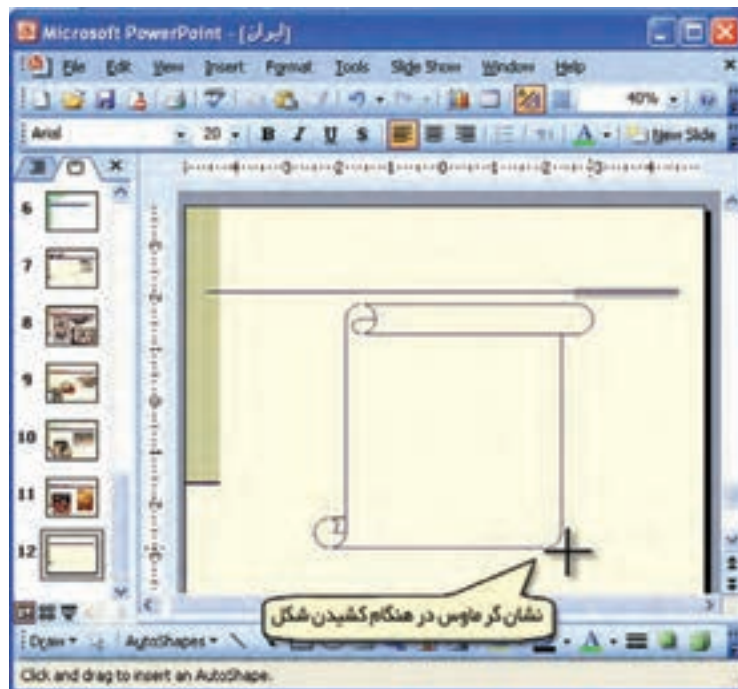 Microsoft PowerPoint - [ایران]
File Edit View Insert Format Tools Slide Show Window Help
40%
Arial 20 B I U S New Slide
6
7
8
9
10
11
12
نشان‌گر ماوس در هنگام کشیدن شکل
Draw AutoShapes
Click and drag to insert an AutoShape.